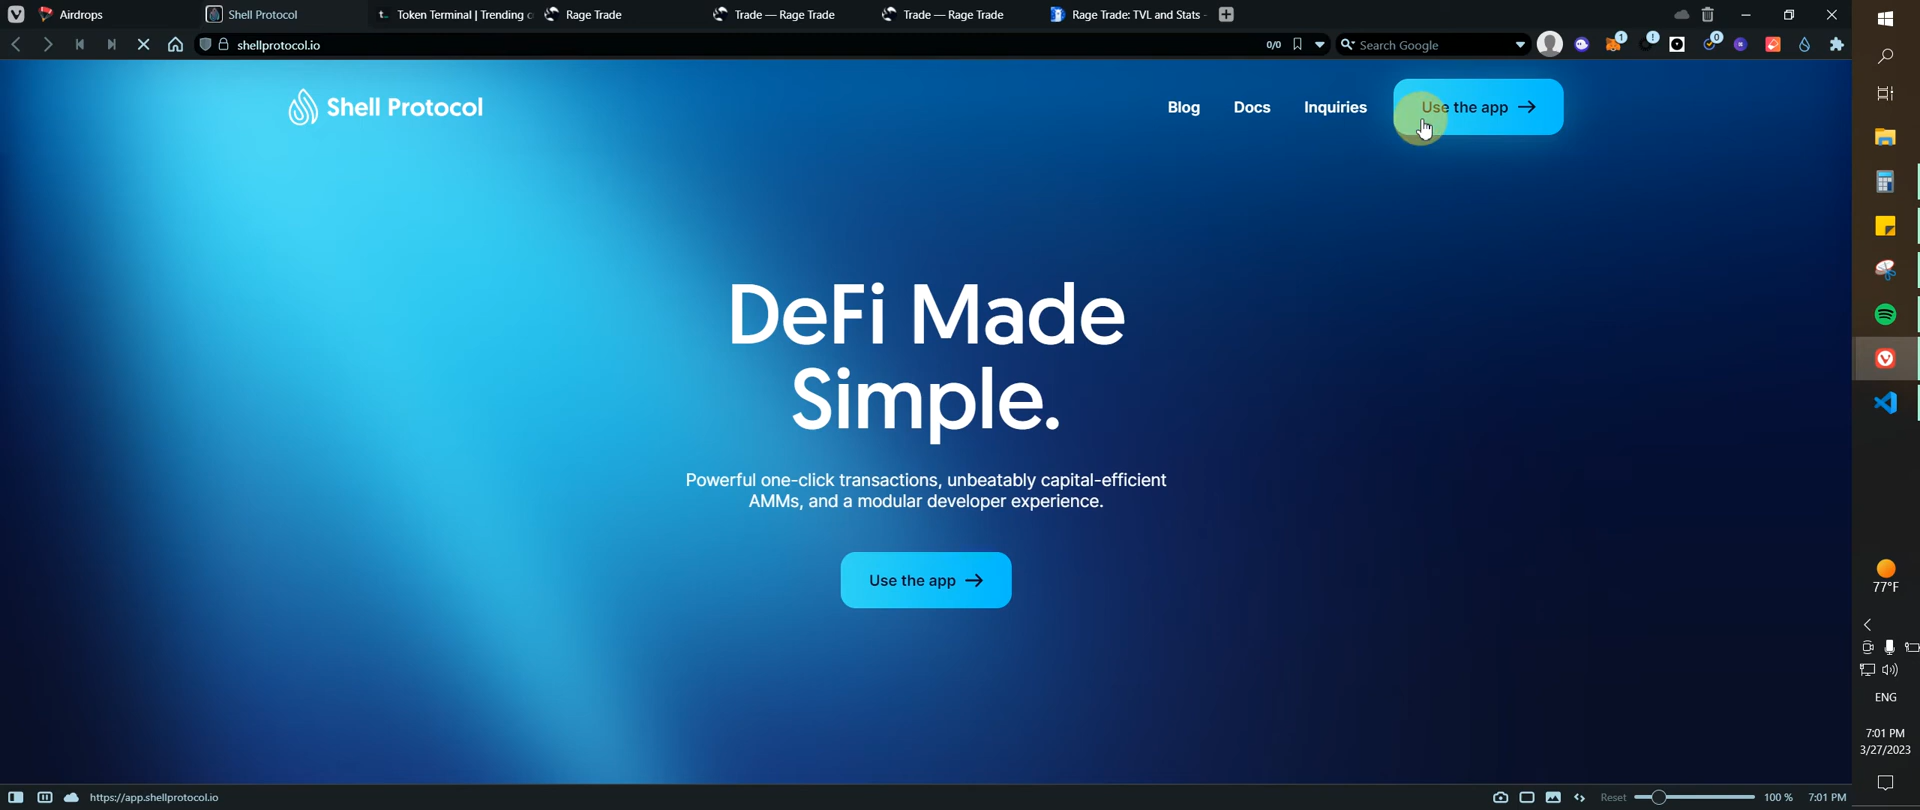 Airdrops
Shell Protocol
Token Terminal | Trending
Rage Trade
Trade — Rage Trade
Trade — Rage Trade
Rage Trade: TVL and Stats -
shellprotocol.io
0/0
Search Google
1
!
0
Shell Protocol
Blog
Docs
Inquiries
Use the app →
DeFi Made
Simple.
Powerful one-click transactions, unbeatably capital-efficient
AMMs, and a modular developer experience.
Use the app →
77°F
ENG
7:01 PM
3/27/2023
https://app.shellprotocol.io
Reset
100 %
7:01 PM